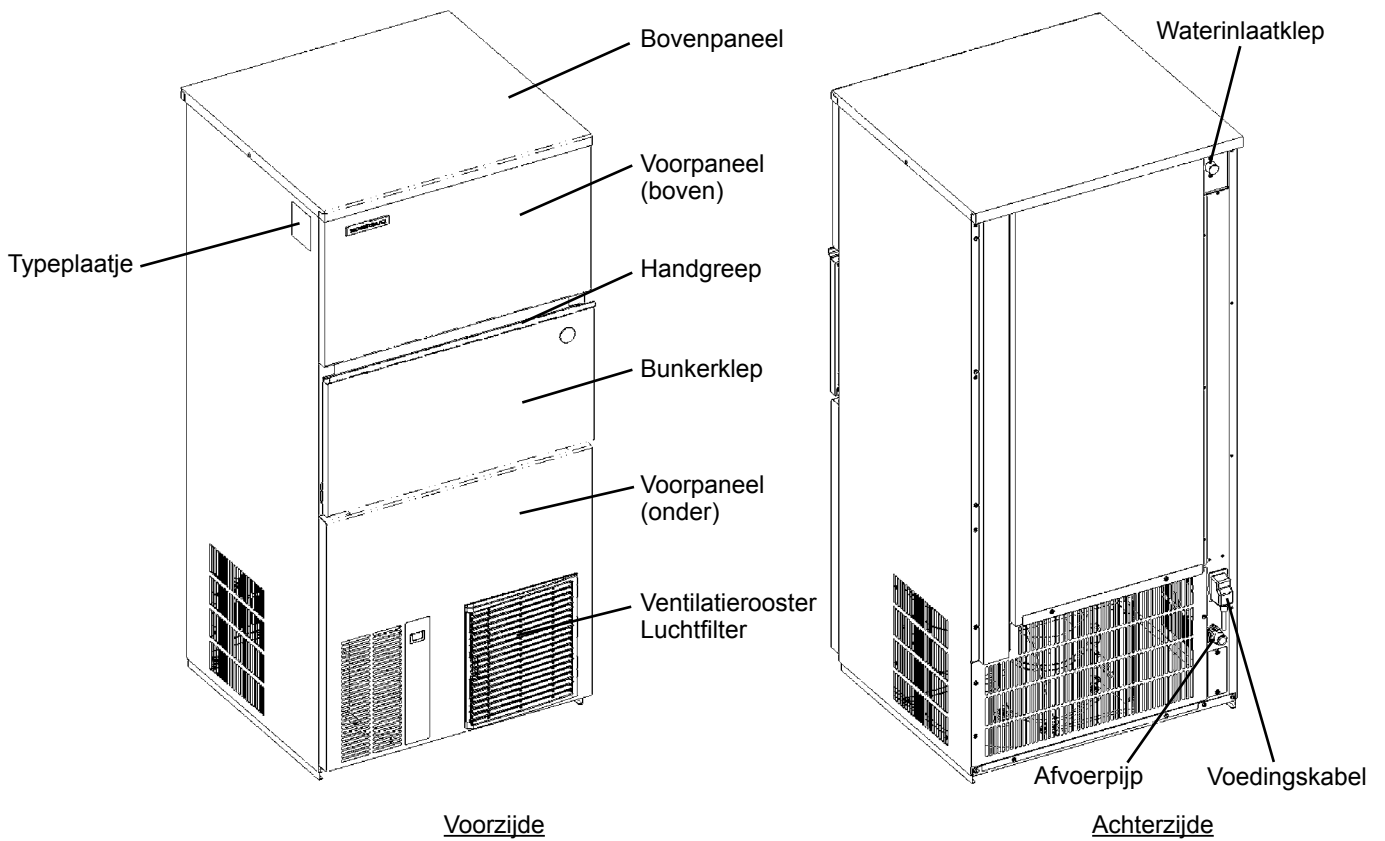 Bovenpaneel
Voorpaneel
(boven)
Typeplaatje
Handgreep
Bunkerklep
Voorpaneel
(onder)
Ventilatierooster
Luchtfilter
Voorzijde
Waterinlaatklep
Afvoerpijp
Voedingskabel
Achterzijde